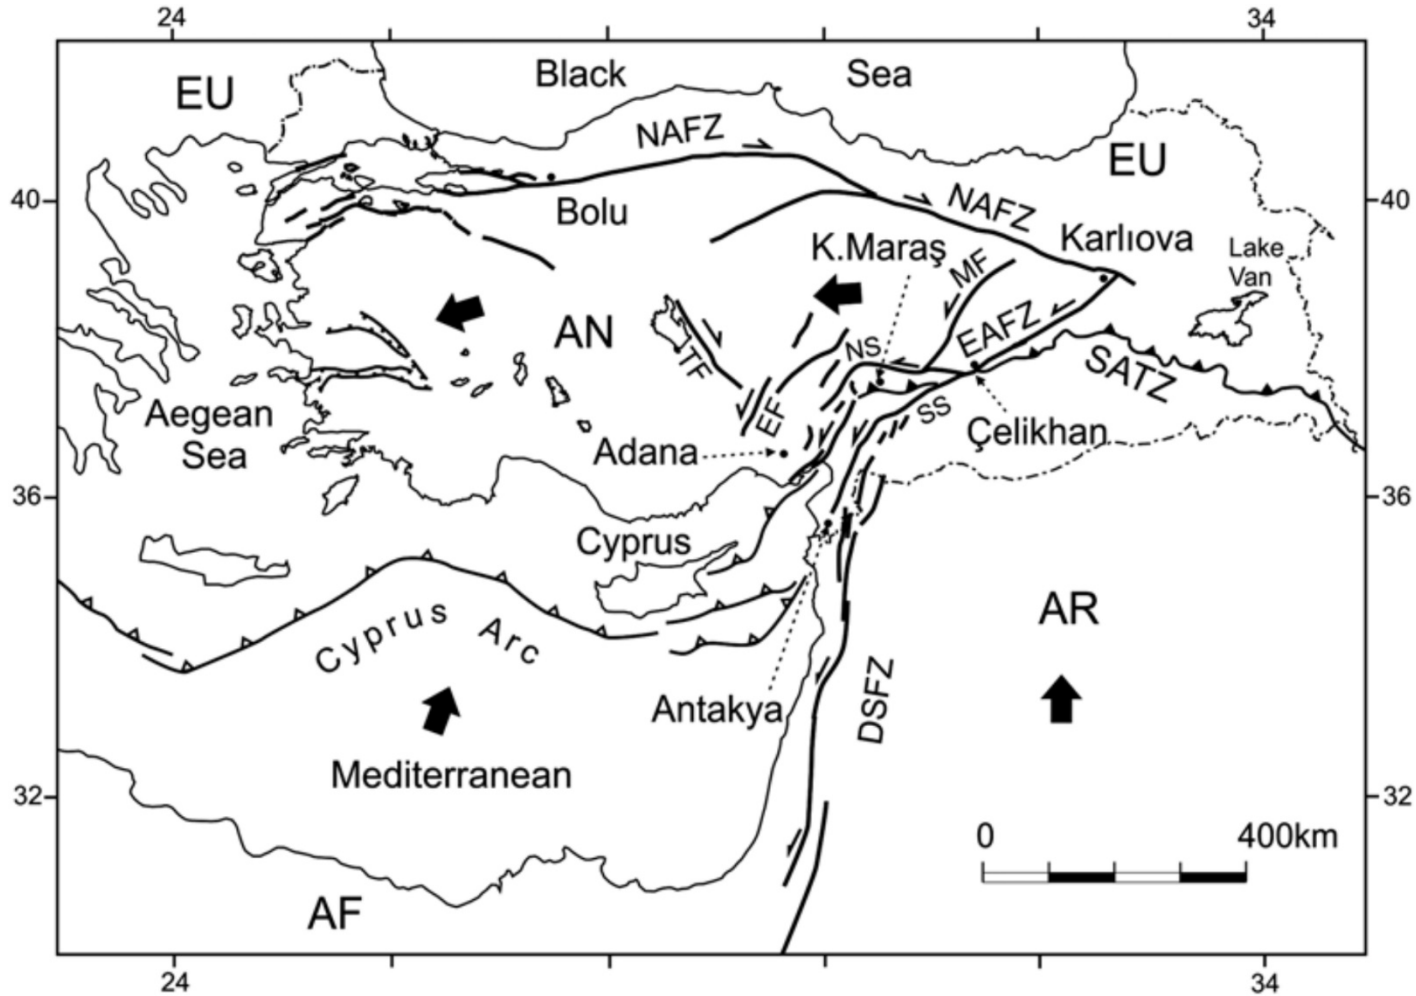 24
34
Black
Sea
EU
NAFZ
EU
40
40
NAFZ
Bolu
K.Maraş
Karlıova
Lake
Van
MF
AN
EAFZ
NS
TF
SATZ
Aegean
Sea
EF
SS
Çelikhan
Adana
36
36
Cyprus
Cyprus Arc
AR
Antakya
DSFZ
Mediterranean
32
32
0
400km
AF
24
34